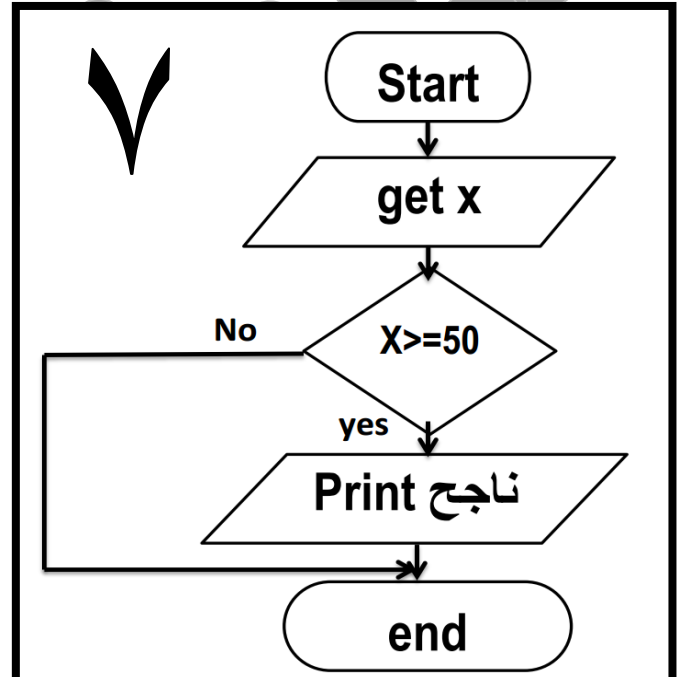 ٧
Start
get x
X>=50
No
yes
Print ناجح
end